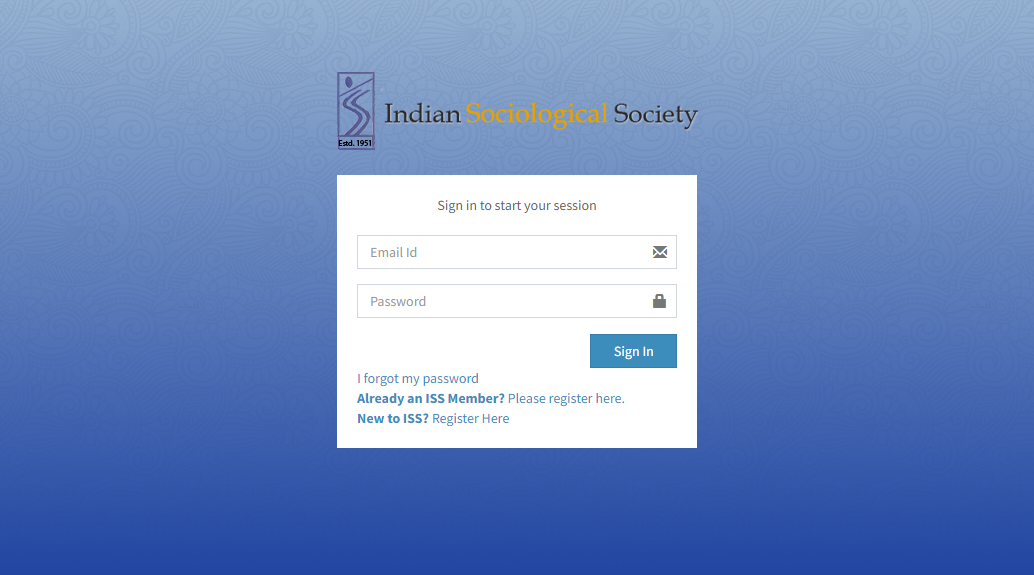 Estd. 1951
Indian Sociological Society
Sign in to start your session
Email Id
Password
Sign In
I forgot my password
Already an ISS Member? Please register here.
New to ISS? Register Here